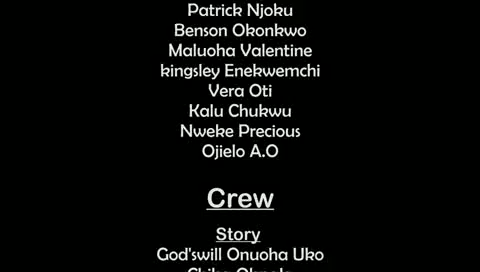 Patrick Njoku
Benson Okonkwo
Maluoha Valentine
kingsley Enekwemchi
Vera Oti
Kalu Chukwu
Nweke Precious
Ojielo A.O
Crew
Story
God'swill Onuoha Uko